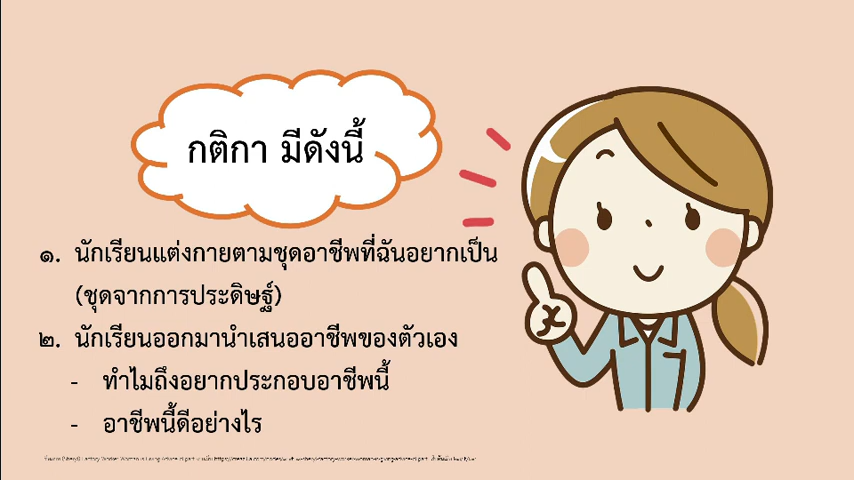 กติกา มีดังนี้
๑. นักเรียนแต่งกายตามชุดอาชีพที่ฉันอยากเป็น
(ชุดจากการประดิษฐ์)
๒. นักเรียนออกมานำเสนออาชีพของตัวเอง
- ทำไมถึงอยากประกอบอาชีพนี้
- อาชีพนี้ดีอย่างไร